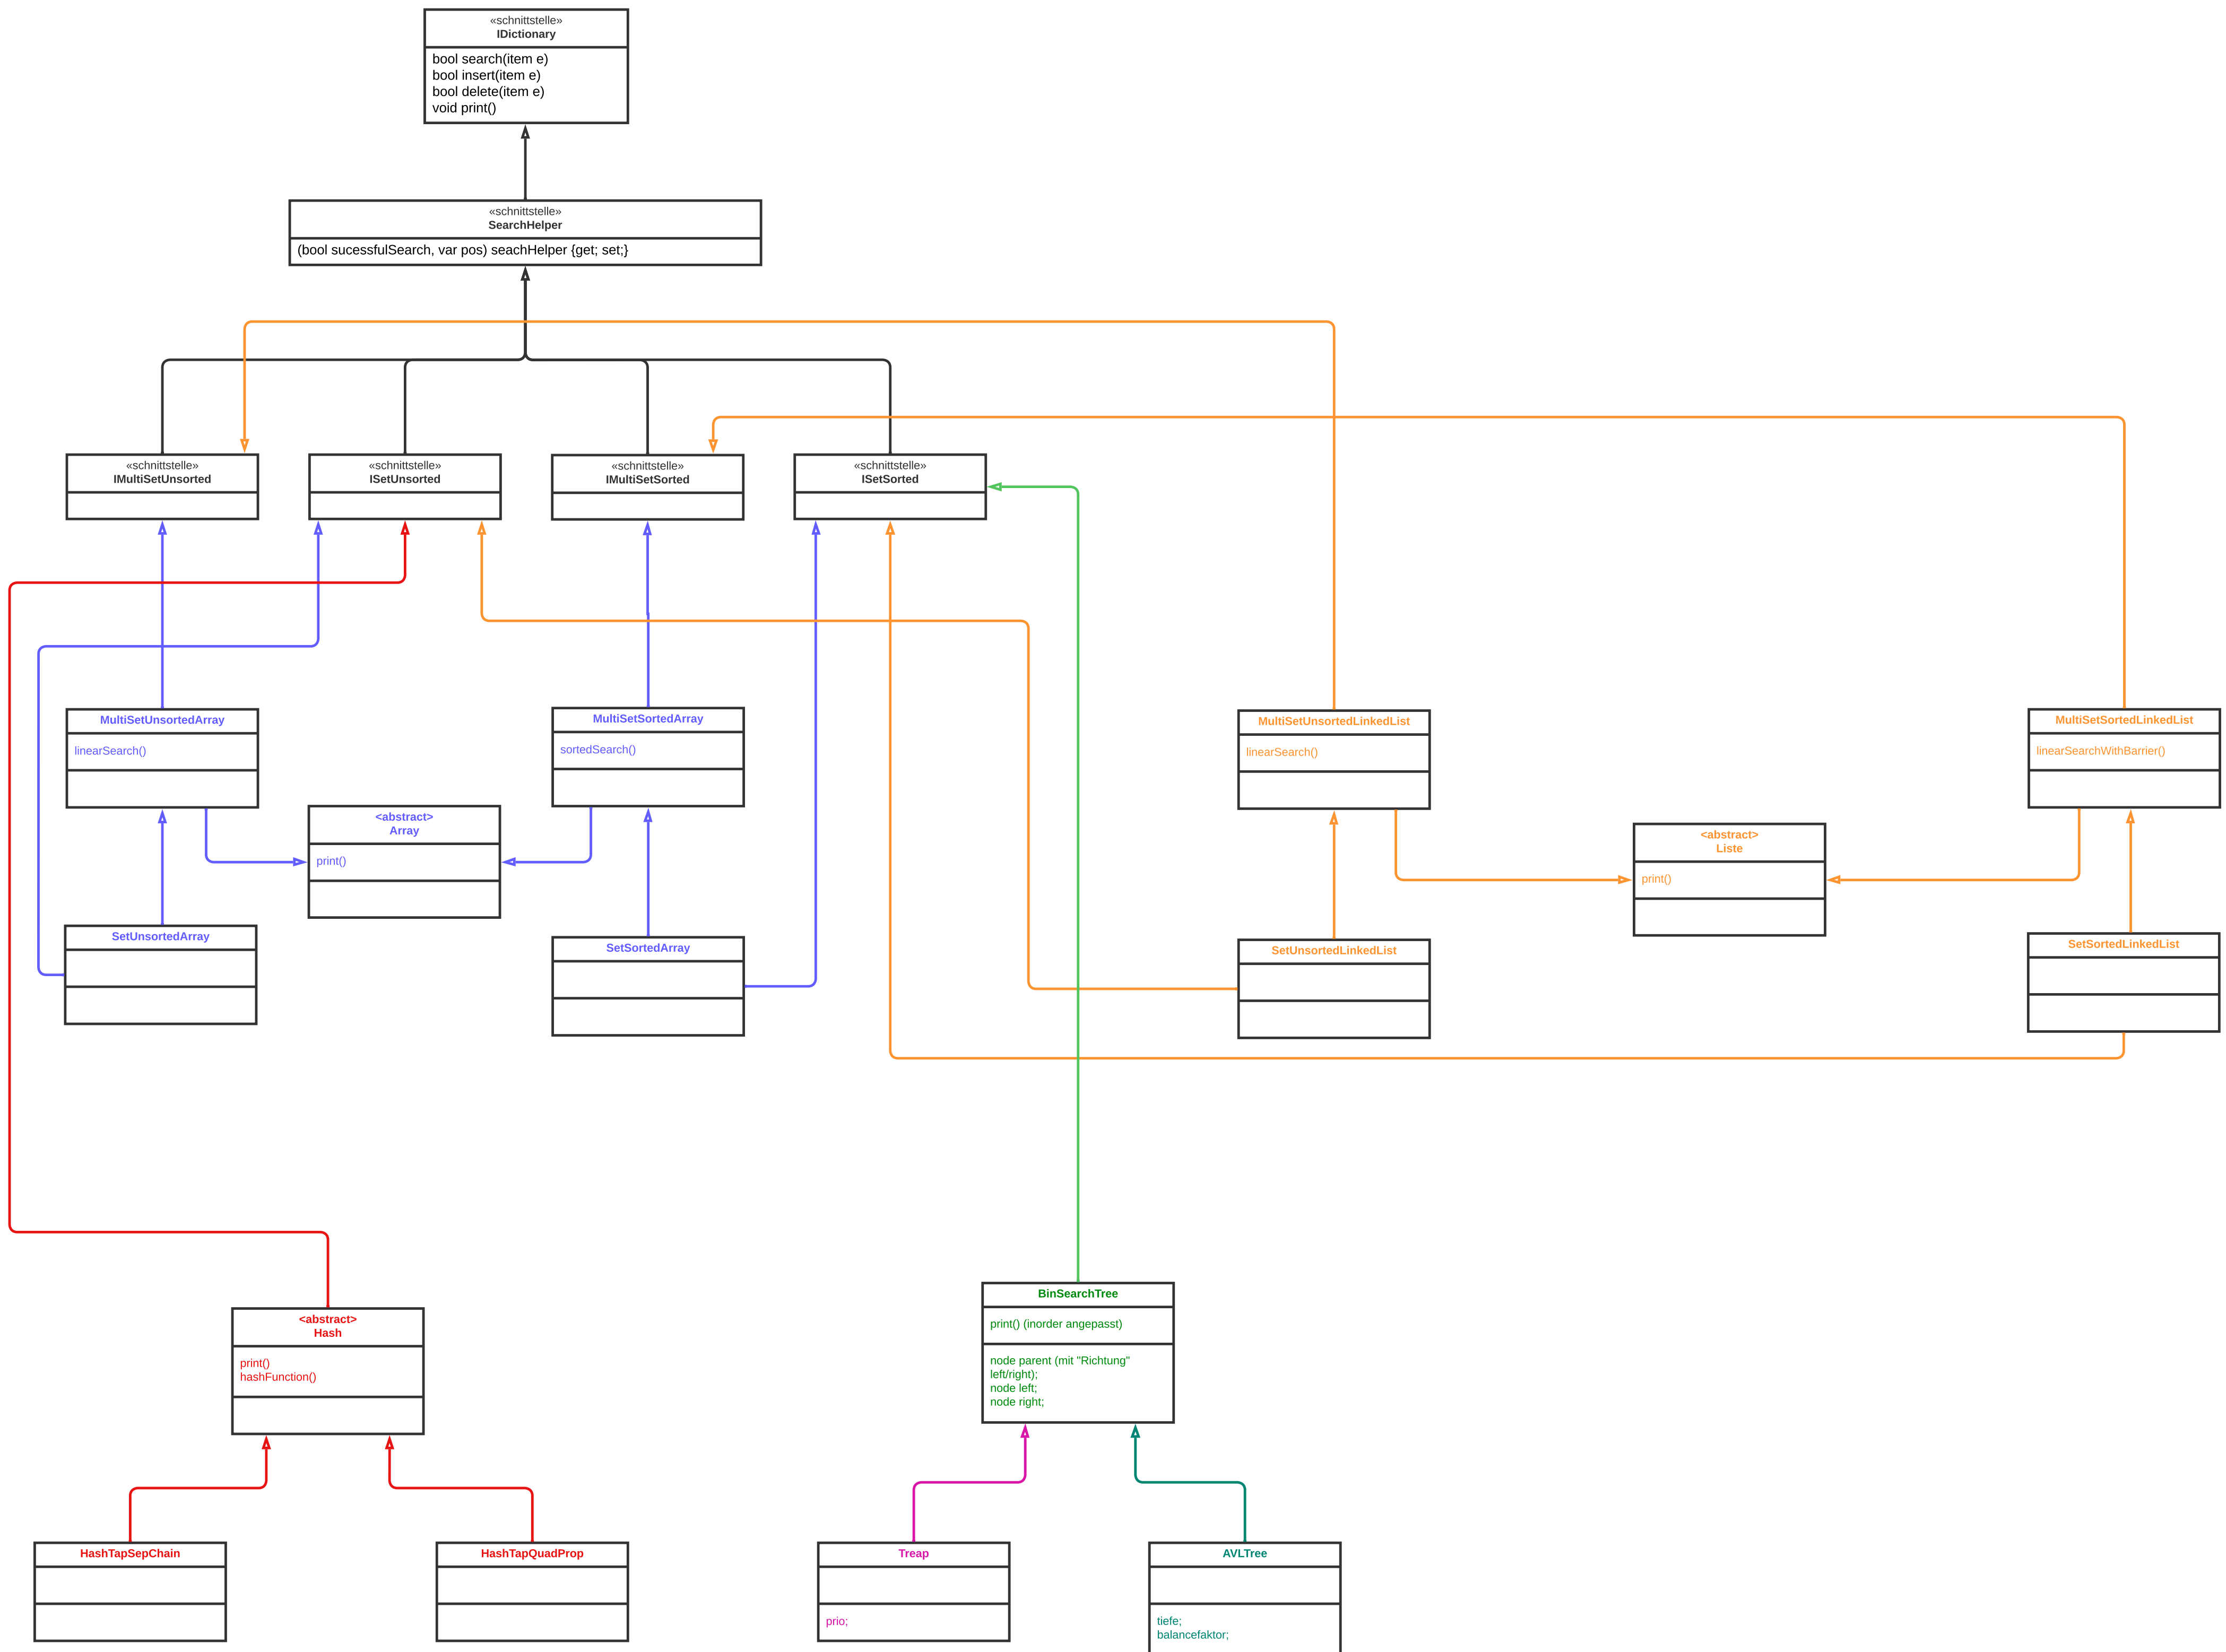 «schnittstelle»
IDictionary
bool search(item e)
bool insert(item e)
bool delete(item e)
void print()
«schnittstelle»
SearchHelper
(bool sucessfulSearch, var pos) seachHelper {get; set;}
«schnittstelle»
IMultiSetUnsorted
«schnittstelle»
ISetUnsorted
«schnittstelle»
IMultiSetSorted
«schnittstelle»
ISetSorted
MultiSetUnsortedArray
linearSearch()
MultiSetSortedArray
sortedSearch()
MultiSetUnsortedLinkedList
linearSearch()
MultiSetSortedLinkedList
linearSearchWithBarrier()
<abstract>
Array
print()
<abstract>
Liste
print()
SetUnsortedArray
SetSortedArray
SetUnsortedLinkedList
SetSortedLinkedList
<abstract>
Hash
print()
hashFunction()
BinSearchTree
print() (inorder angepasst)
node parent (mit "Richtung"
left/right);
node left;
node right;
HashTapSepChain
HashTapQuadProp
Treap
prio;
AVLTree
tiefe;
balancefaktor;